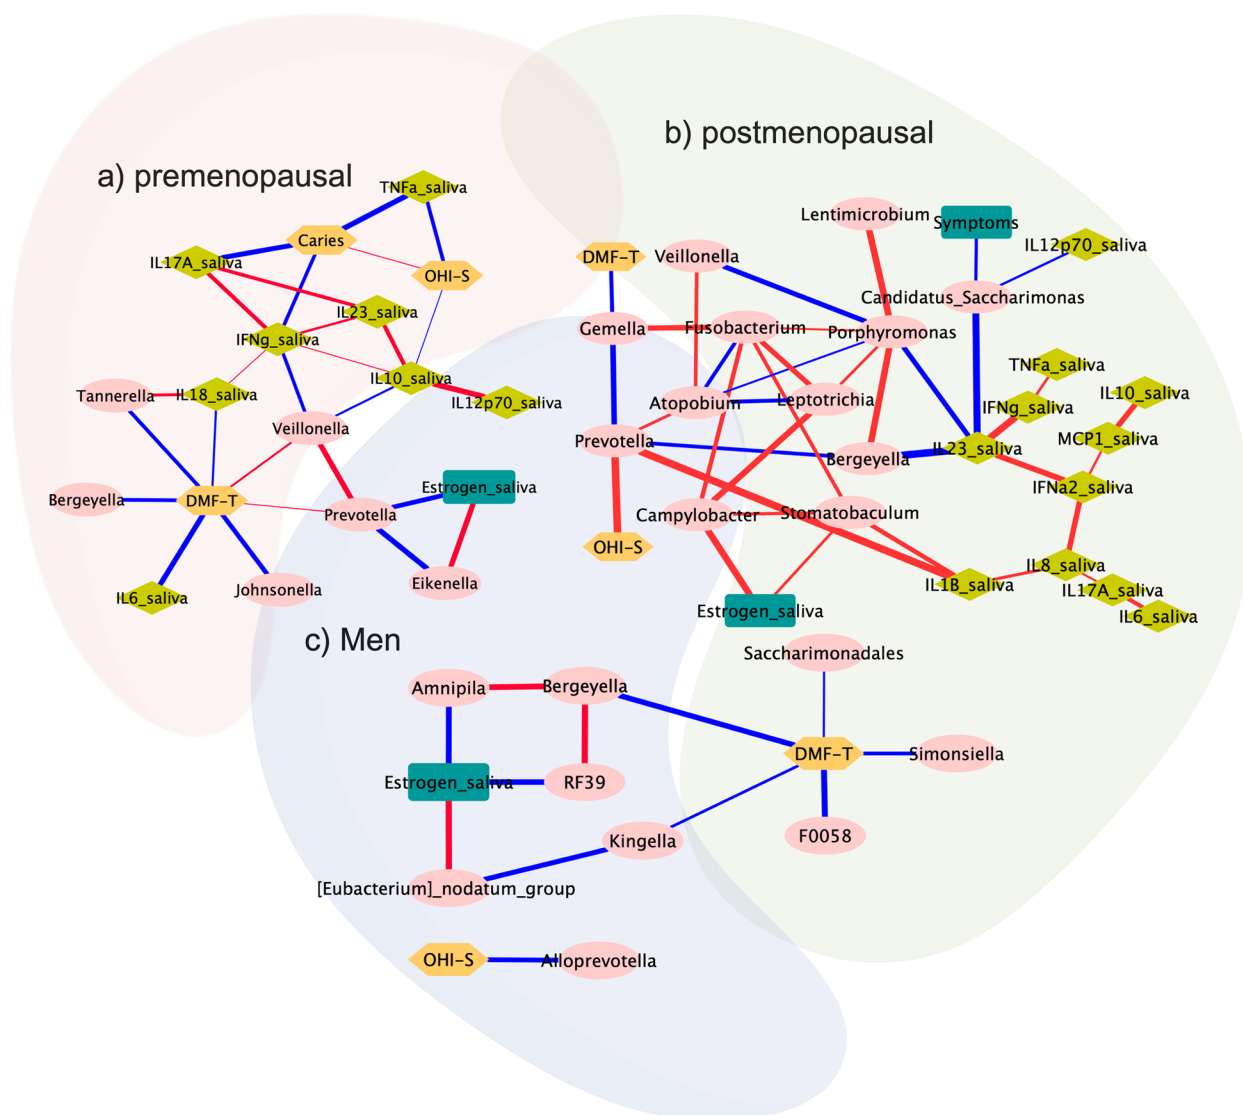 a) premenopausal
TNFa_saliva
Caries
IL17A_saliva
OHI-S
IL23_saliva
IFNg_saliva
IL10_saliva
Tannerella
IL18_saliva
IL12p70_saliva
Veillonella
Bergeyella
DMF-T
Estrogen_saliva
Prevotella
Eikenella
IL6_saliva
Johnsonella
b) postmenopausal
Lentimicrobium
Symptoms
IL12p70_saliva
DMF-T
Veillonella
Candidatus_Saccharimonas
Gemella
Fusobacterium
Porphyromonas
TNFa_saliva
IL10_saliva
Atopobium
Leptotrichia
IFNg_saliva
Prevotella
Bergeyella
IL23_saliva
MCP1_saliva
IFNa2_saliva
Campylobacter
Stomatobaculum
OHI-S
IL8_saliva
IL1B_saliva
IL17A_saliva
Estrogen_saliva
IL6_saliva
c) Men
Saccharimonadales
Amnipila
Bergeyella
DMF-T
Simonsiella
Estrogen_saliva
RF39
Kingella
F0058
[Eubacterium]_nodatum_group
OHI-S
Alloprevotella